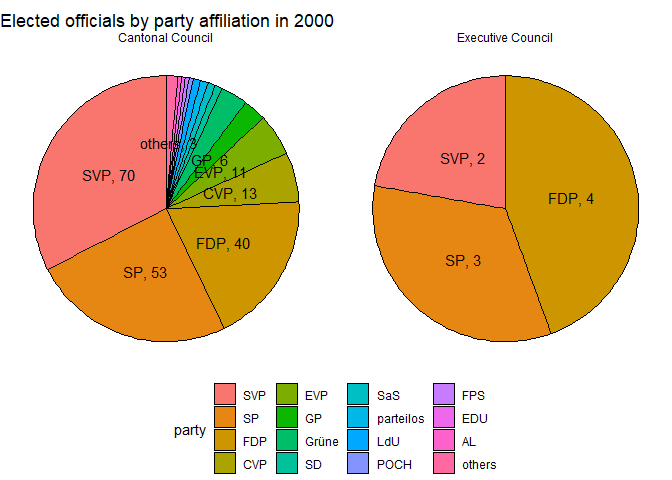 Elected officials by party affiliation in 2000
Cantonal Council
Executive Council
others, 3
GP, 6
EVP, 11
SVP, 70
CVP, 13
FDP, 40
SP, 53
SVP, 2
FDP, 4
SP, 3
party
SVP
SP
FDP
CVP
EVP
GP
Grüne
SD
SaS
parteilos
LdU
POCH
FPS
EDU
AL
others